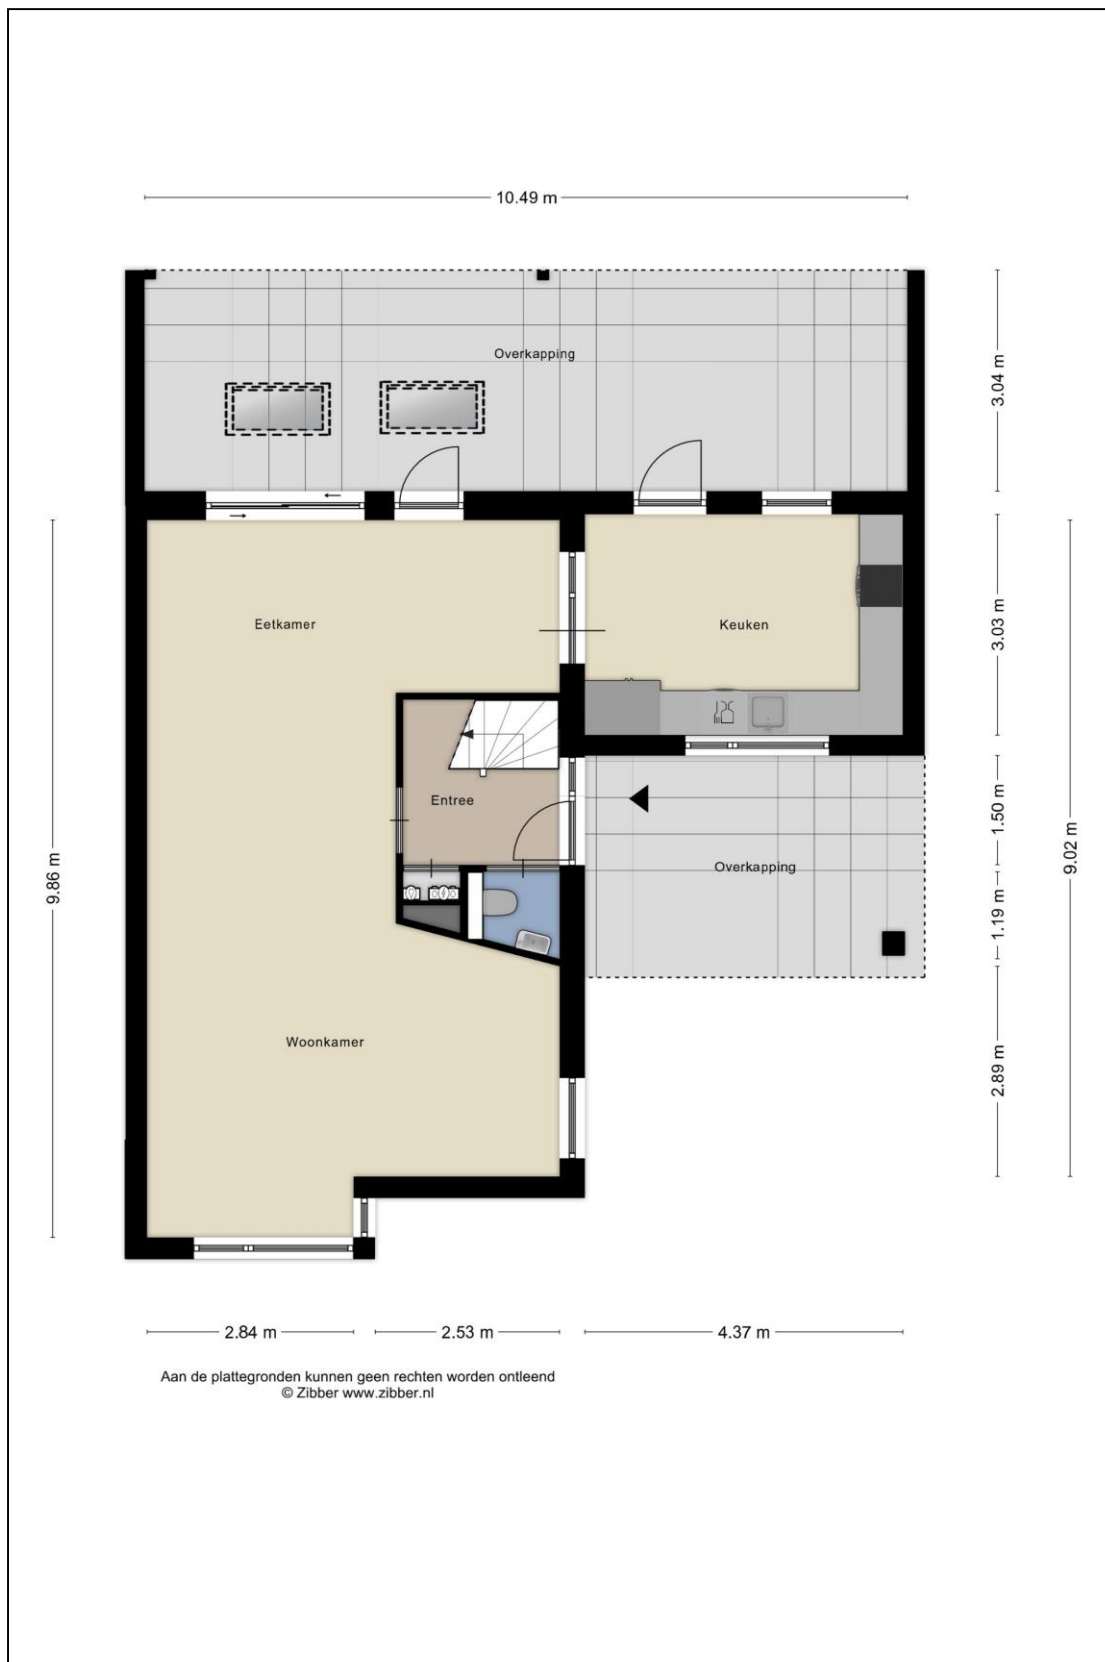 10.49 m
Overkapping
3.04 m
Eetkamer
Keuken
3.03 m
Entree
1.50 m
9.02 m
9.86 m
Overkapping
1.19 m
Woonkamer
2.89 m
2.84 m
2.53 m
4.37 m
Aan de plattegronden kunnen geen rechten worden ontleend
© Zibber www.zibber.nl